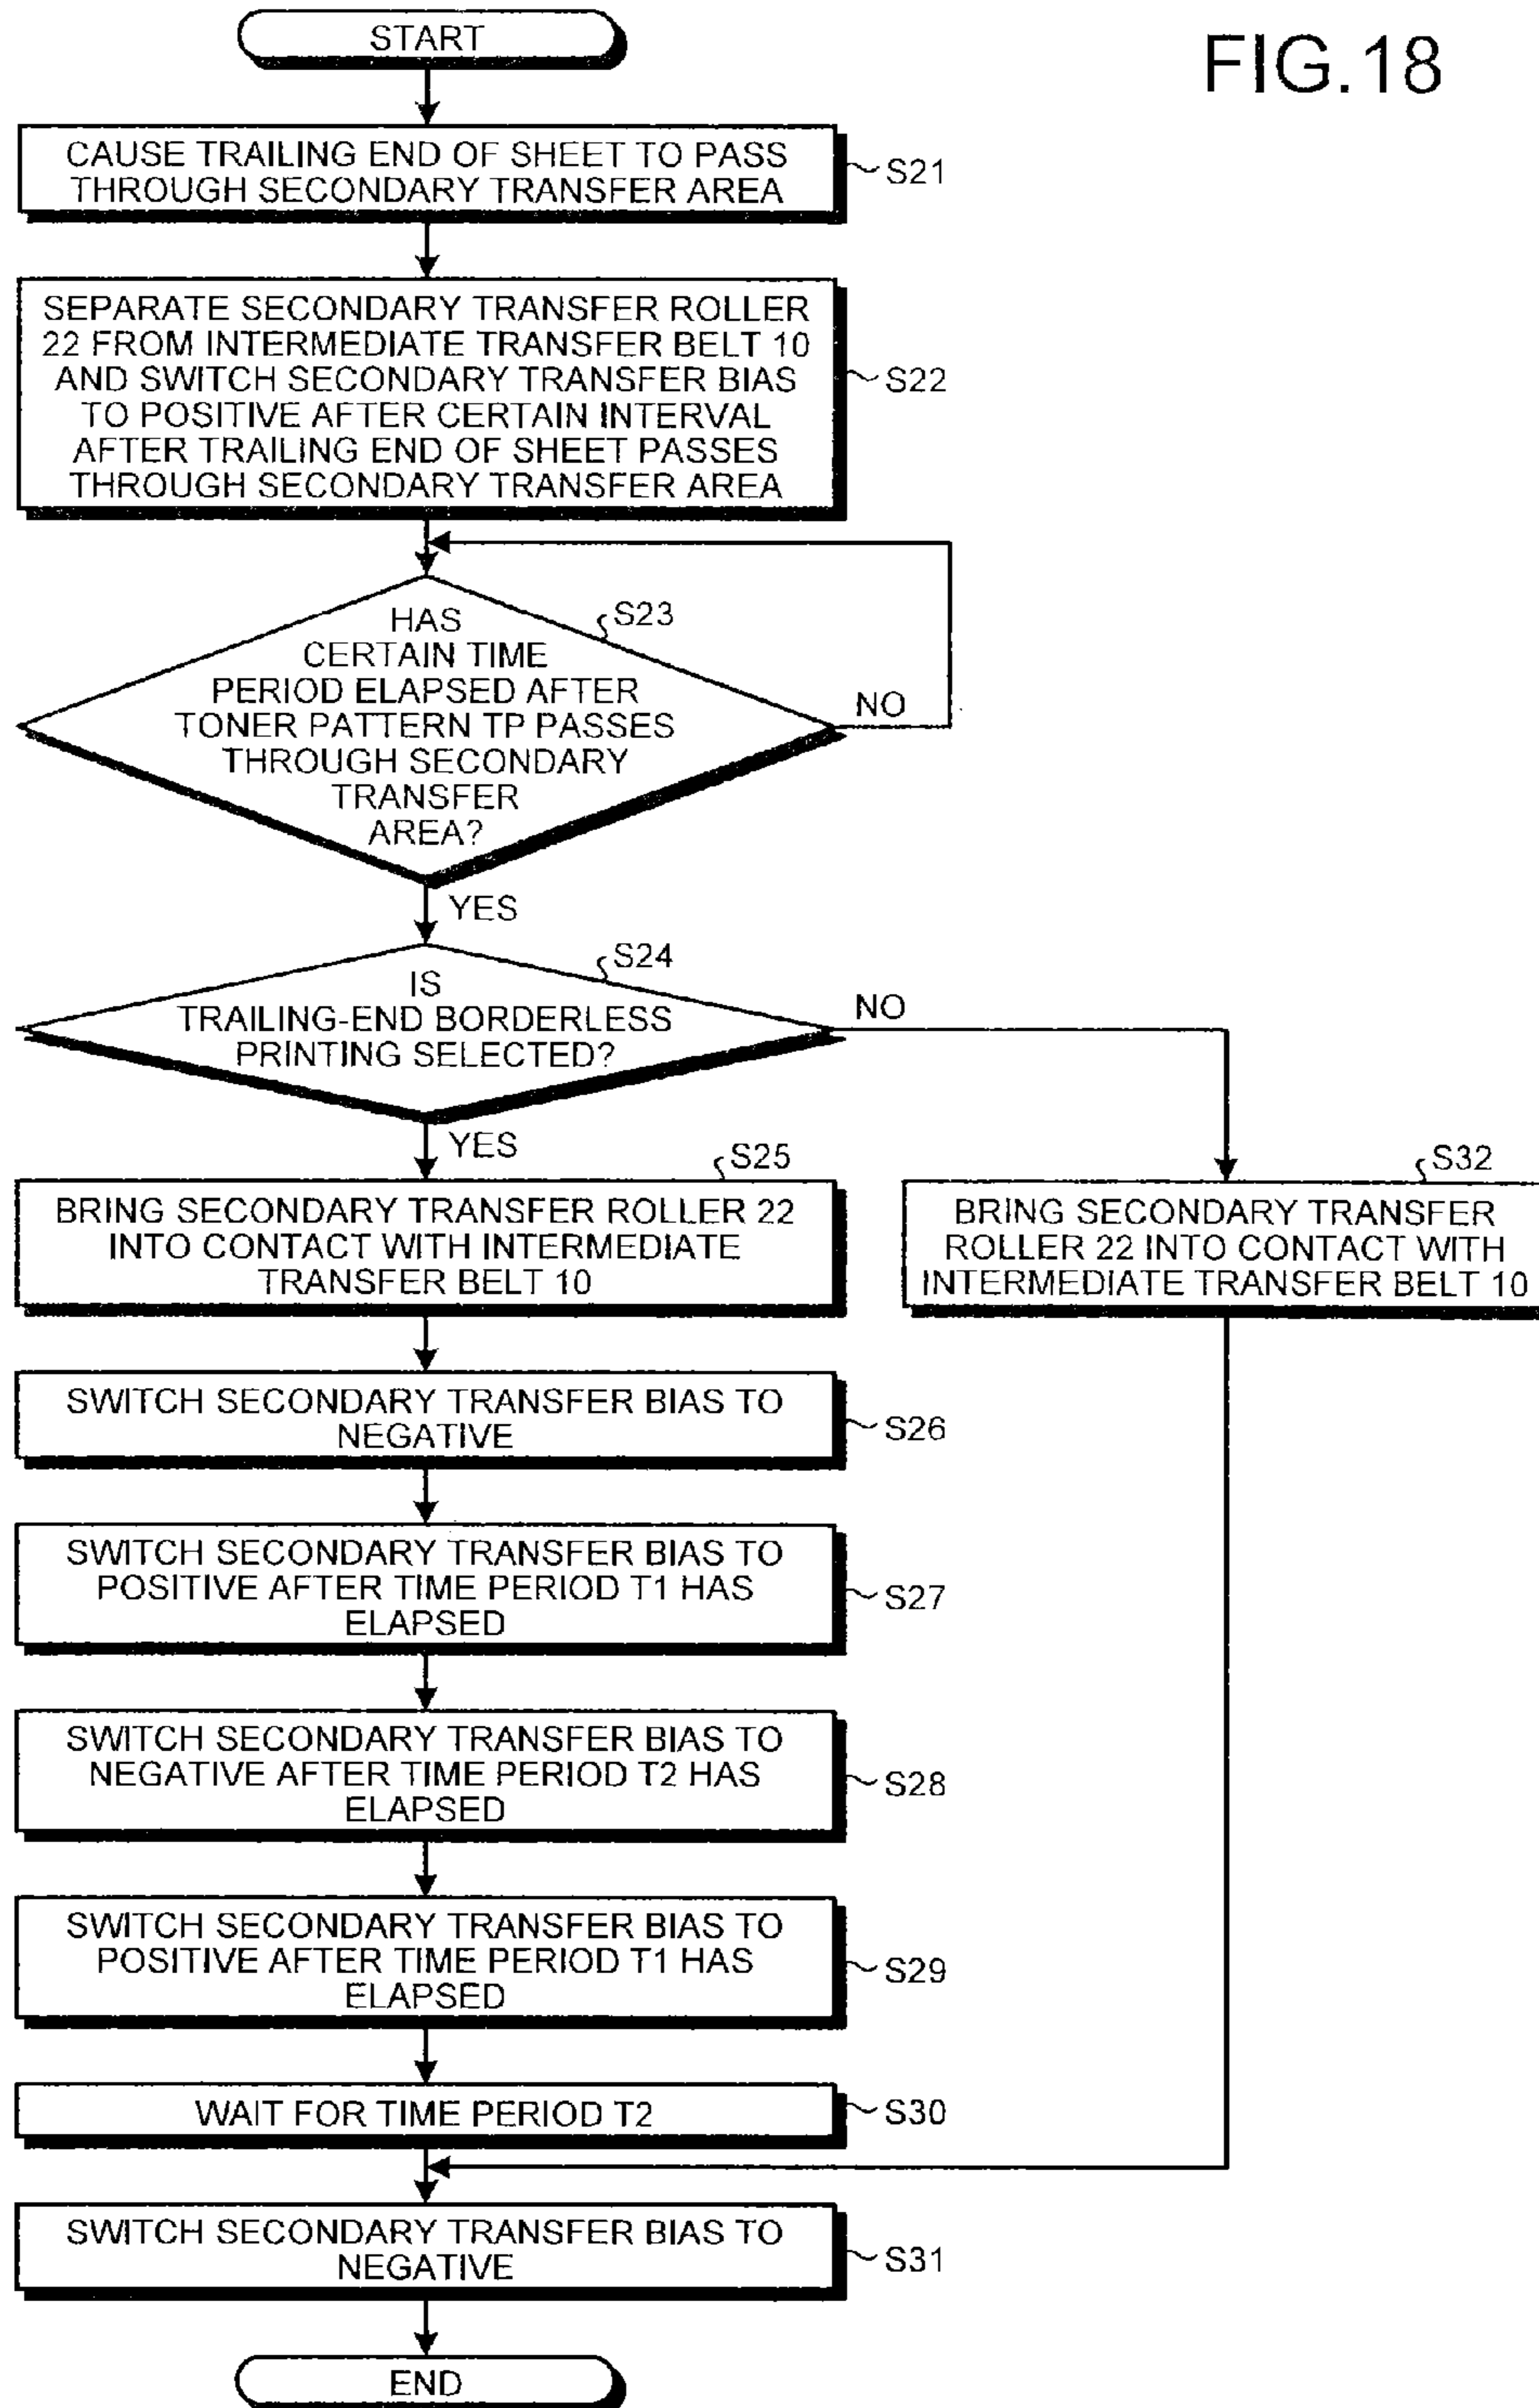 FIG.18
START
CAUSE TRAILING END OF SHEET TO PASS
THROUGH SECONDARY TRANSFER AREA
S21
SEPARATE SECONDARY TRANSFER ROLLER
22 FROM INTERMEDIATE TRANSFER BELT 10
AND SWITCH SECONDARY TRANSFER BIAS
TO POSITIVE AFTER CERTAIN INTERVAL
AFTER TRAILING END OF SHEET PASSES
THROUGH SECONDARY TRANSFER AREA
S22
HAS
CERTAIN TIME
PERIOD ELAPSED AFTER
TONER PATTERN TP PASSES
THROUGH SECONDARY
TRANSFER
AREA?
S23
NO
YES
IS
TRAILING-END BORDERLESS
PRINTING SELECTED?
S24
NO
YES
BRING SECONDARY TRANSFER ROLLER 22
INTO CONTACT WITH INTERMEDIATE
TRANSFER BELT 10
S25
BRING SECONDARY TRANSFER
ROLLER 22 INTO CONTACT WITH
INTERMEDIATE TRANSFER BELT 10
S32
SWITCH SECONDARY TRANSFER BIAS TO
NEGATIVE
S26
SWITCH SECONDARY TRANSFER BIAS TO
POSITIVE AFTER TIME PERIOD T1 HAS
ELAPSED
S27
SWITCH SECONDARY TRANSFER BIAS TO
NEGATIVE AFTER TIME PERIOD T2 HAS
ELAPSED
S28
SWITCH SECONDARY TRANSFER BIAS TO
POSITIVE AFTER TIME PERIOD T1 HAS
ELAPSED
S29
WAIT FOR TIME PERIOD T2
S30
SWITCH SECONDARY TRANSFER BIAS TO
NEGATIVE
S31
END